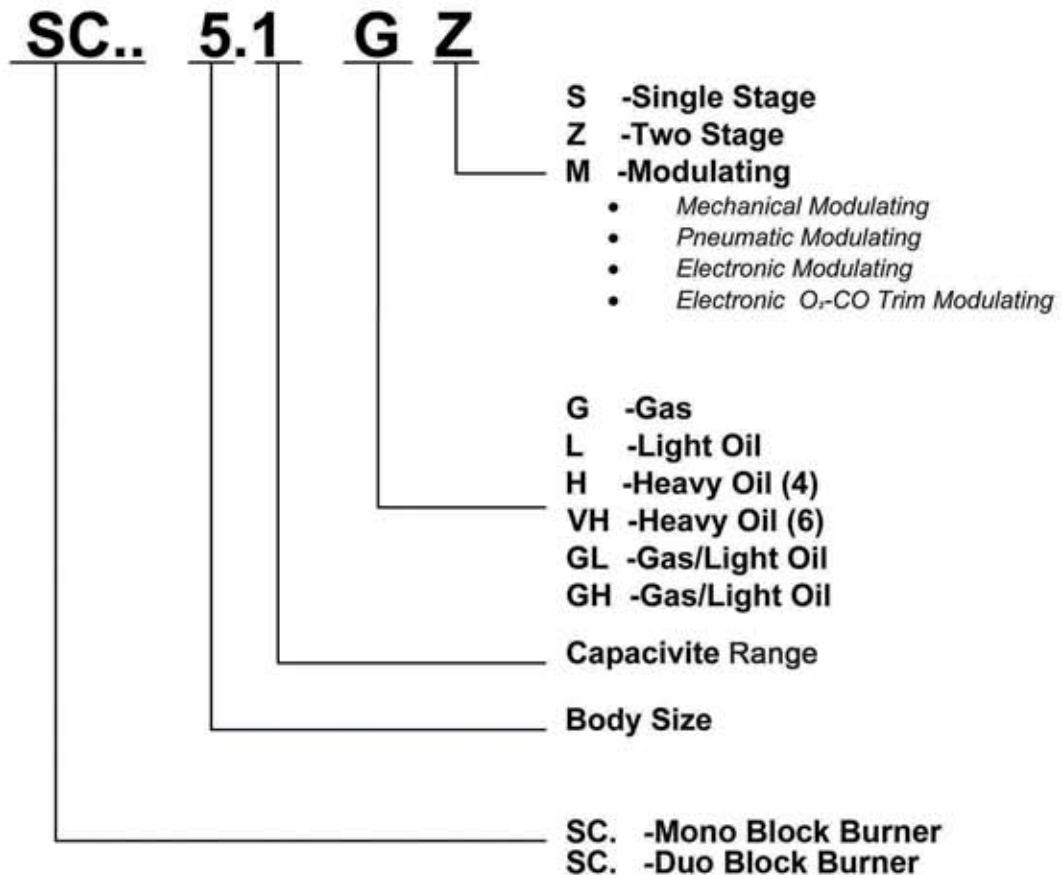 SC.. 5.1 G Z
S -Single Stage
Z -Two Stage
M -Modulating
• Mechanical Modulating
• Pneumatic Modulating
• Electronic Modulating
• Electronic O₂-CO Trim Modulating
G -Gas
L -Light Oil
H -Heavy Oil (4)
VH -Heavy Oil (6)
GL -Gas/Light Oil
GH -Gas/Light Oil
Capacivite Range
Body Size
SC. -Mono Block Burner
SC. -Duo Block Burner